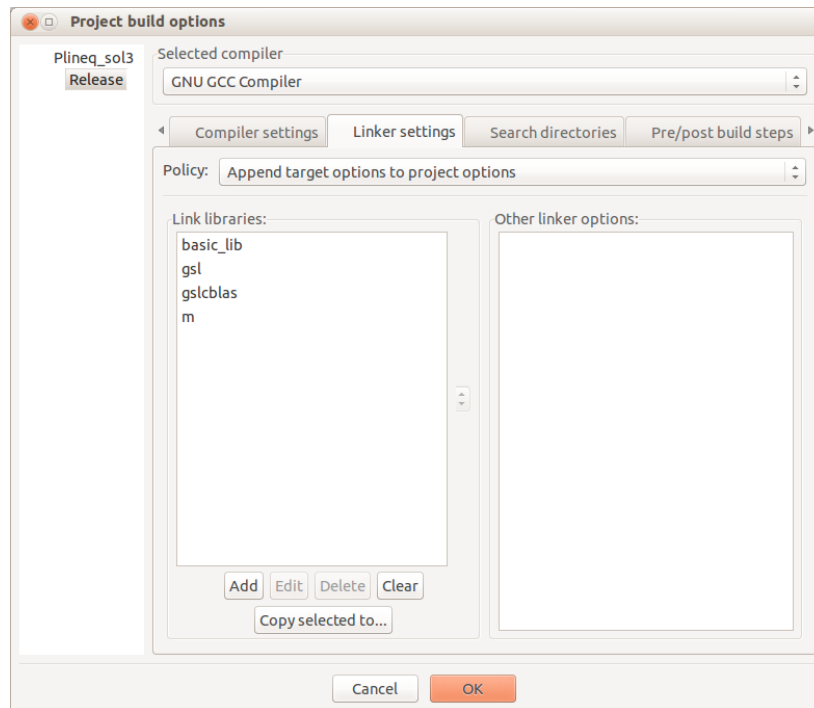 Project build options
Plineq_sol3
Release
Selected compiler
GNU GCC Compiler
Compiler settings
Linker settings
Search directories
Pre/post build steps
Policy:
Append target options to project options
Link libraries:
basic_lib
gsl
gslcblas
m
Other linker options:
Add
Edit
Delete
Clear
Copy selected to...
Cancel
OK